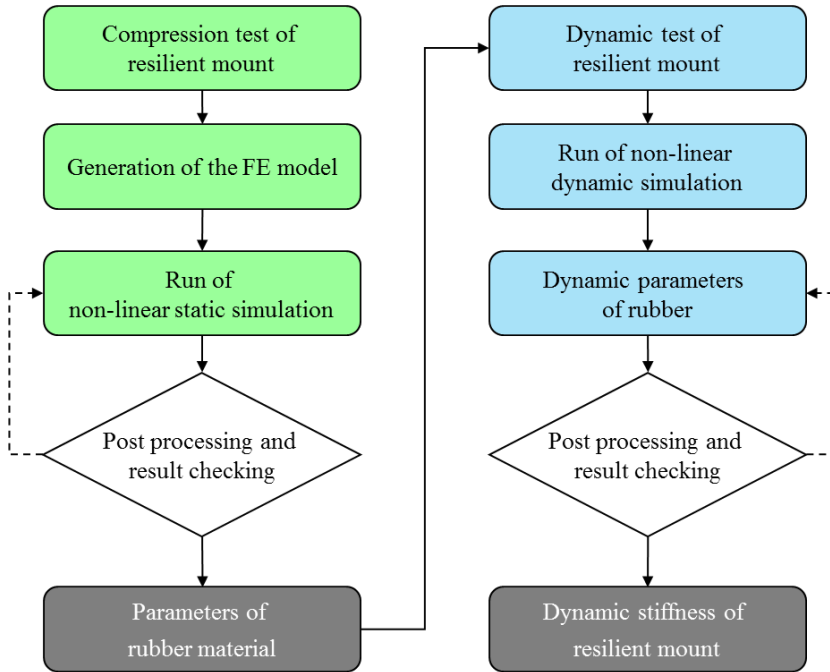 Compression test of
resilient mount
Generation of the FE model
Run of
non-linear static simulation
Post processing and
result checking
Parameters of
rubber material
Dynamic test of
resilient mount
Run of non-linear
dynamic simulation
Dynamic parameters
of rubber
Post processing and
result checking
Dynamic stiffness of
resilient mount